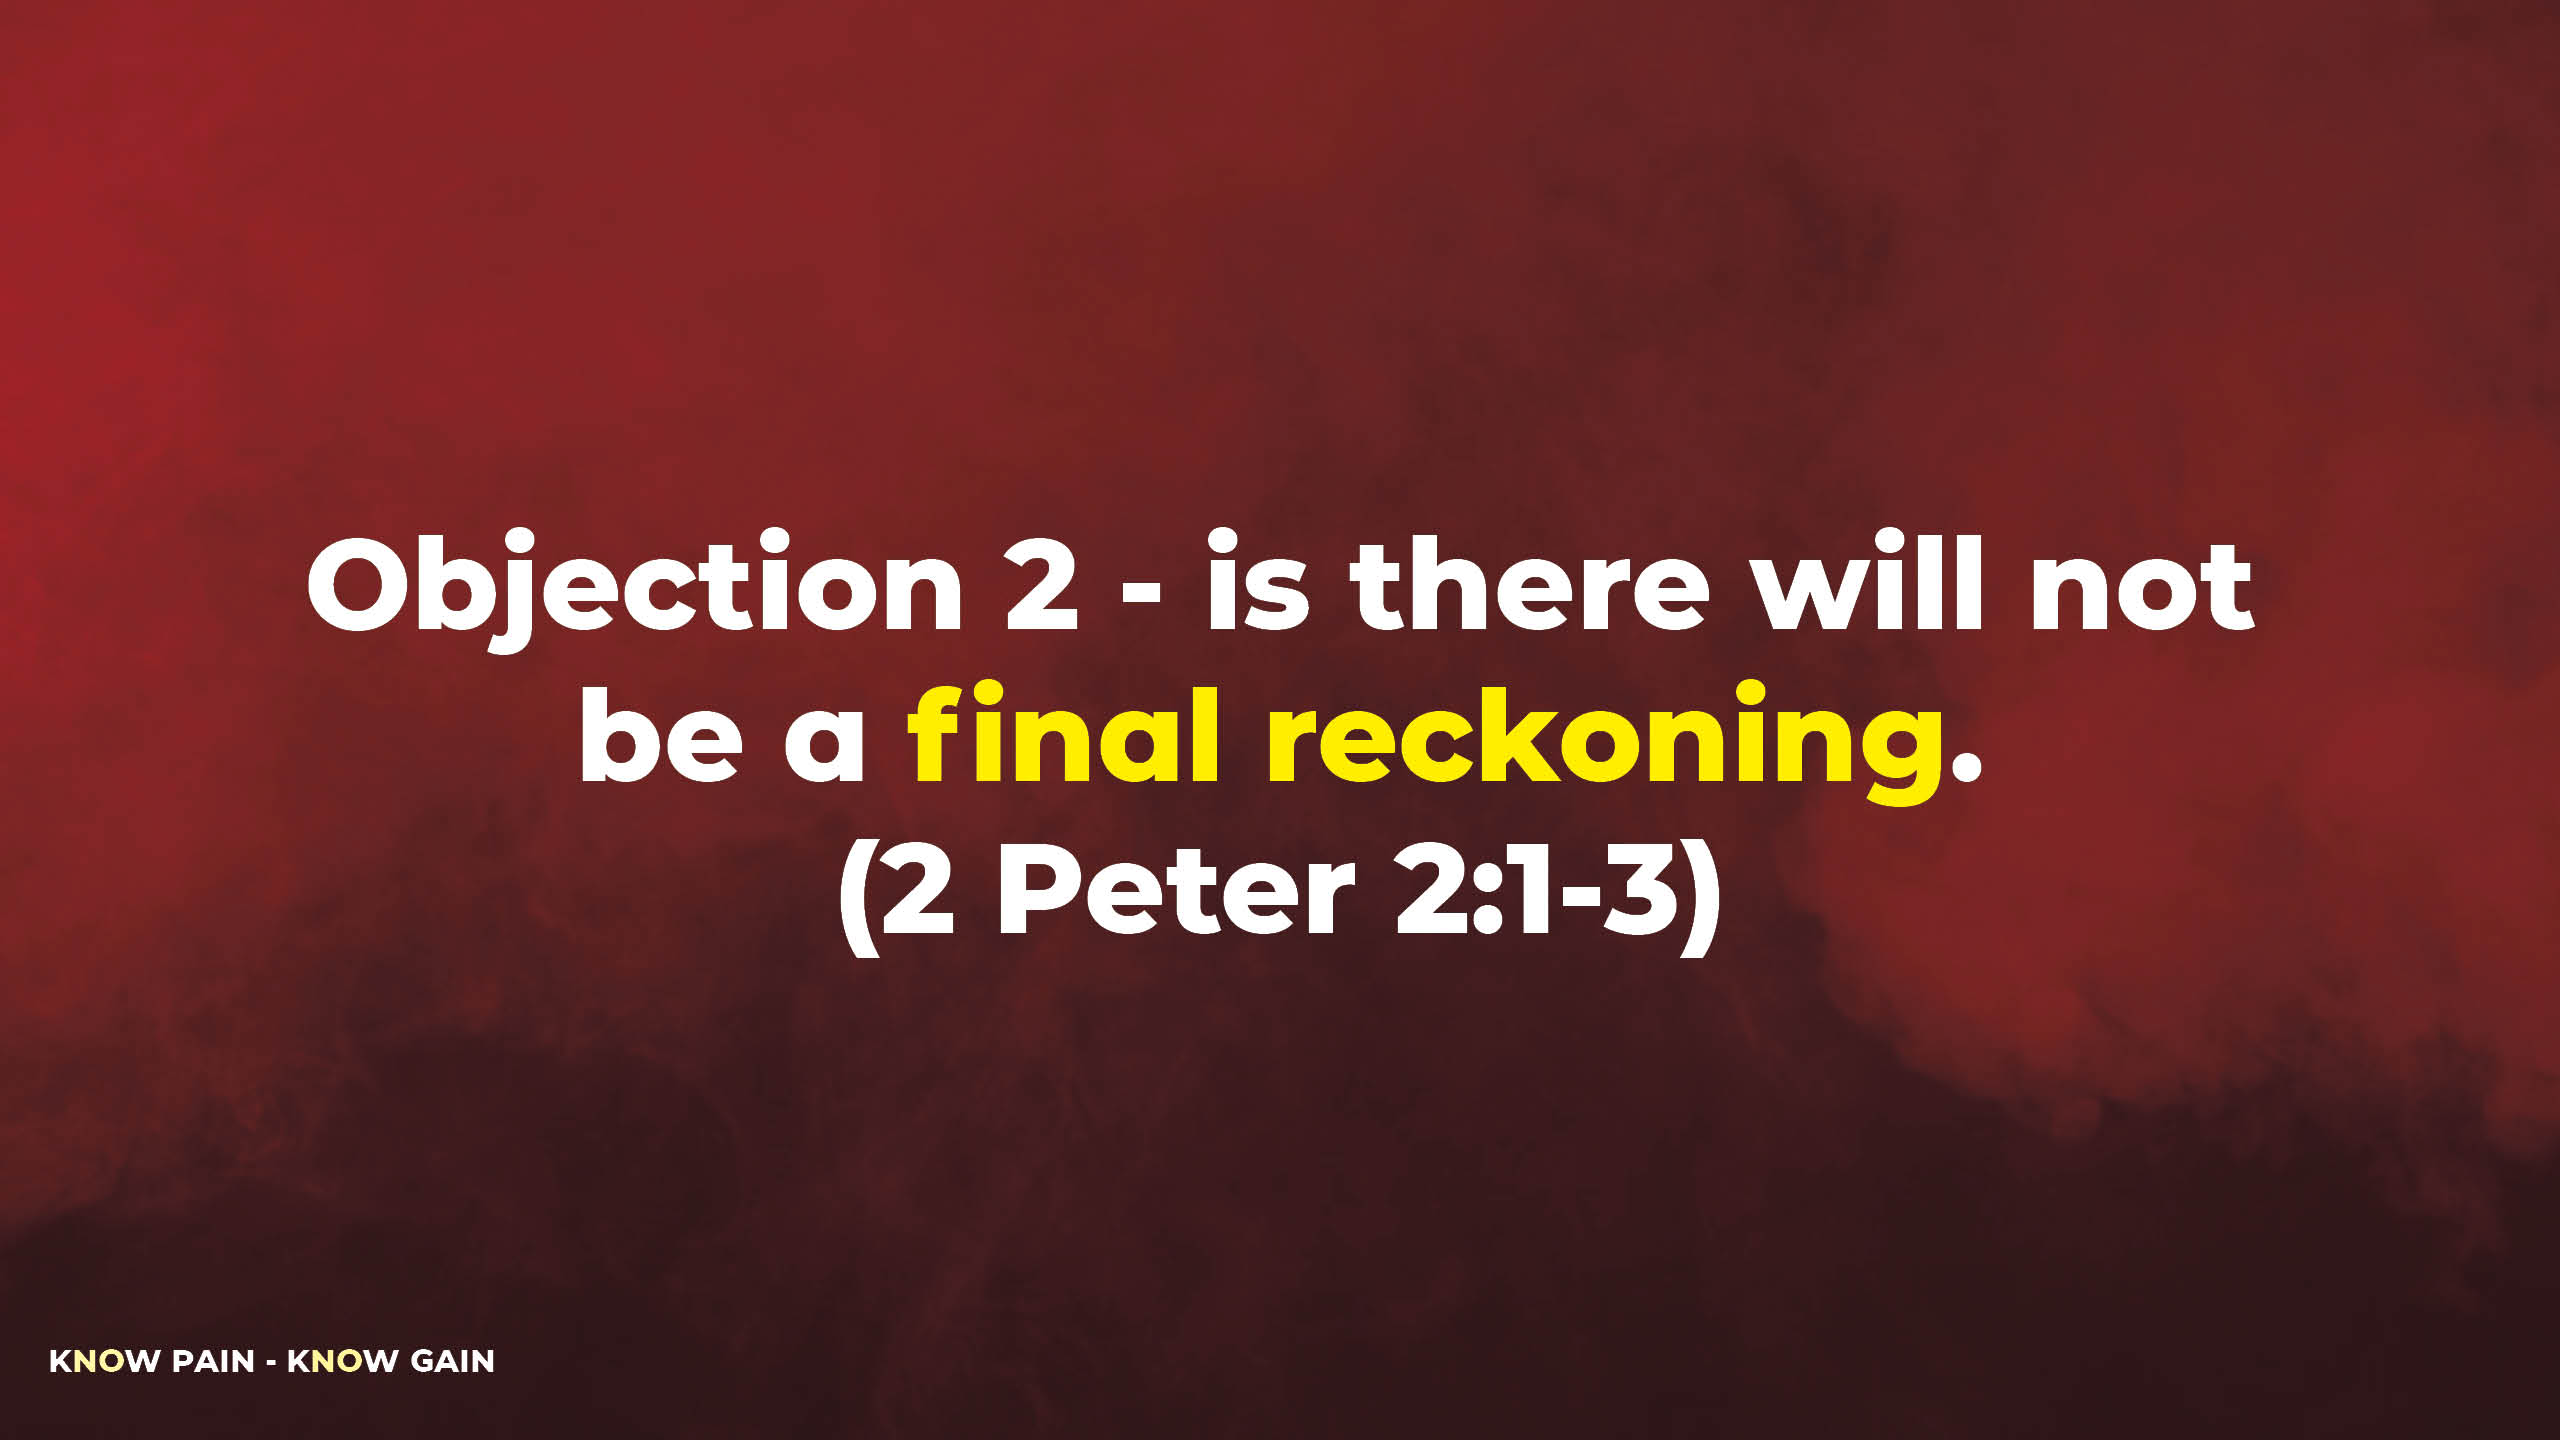 Objection 2 - is there will not
be a final reckoning.
(2 Peter 2:1-3)
KNOW PAIN - KNOW GAIN